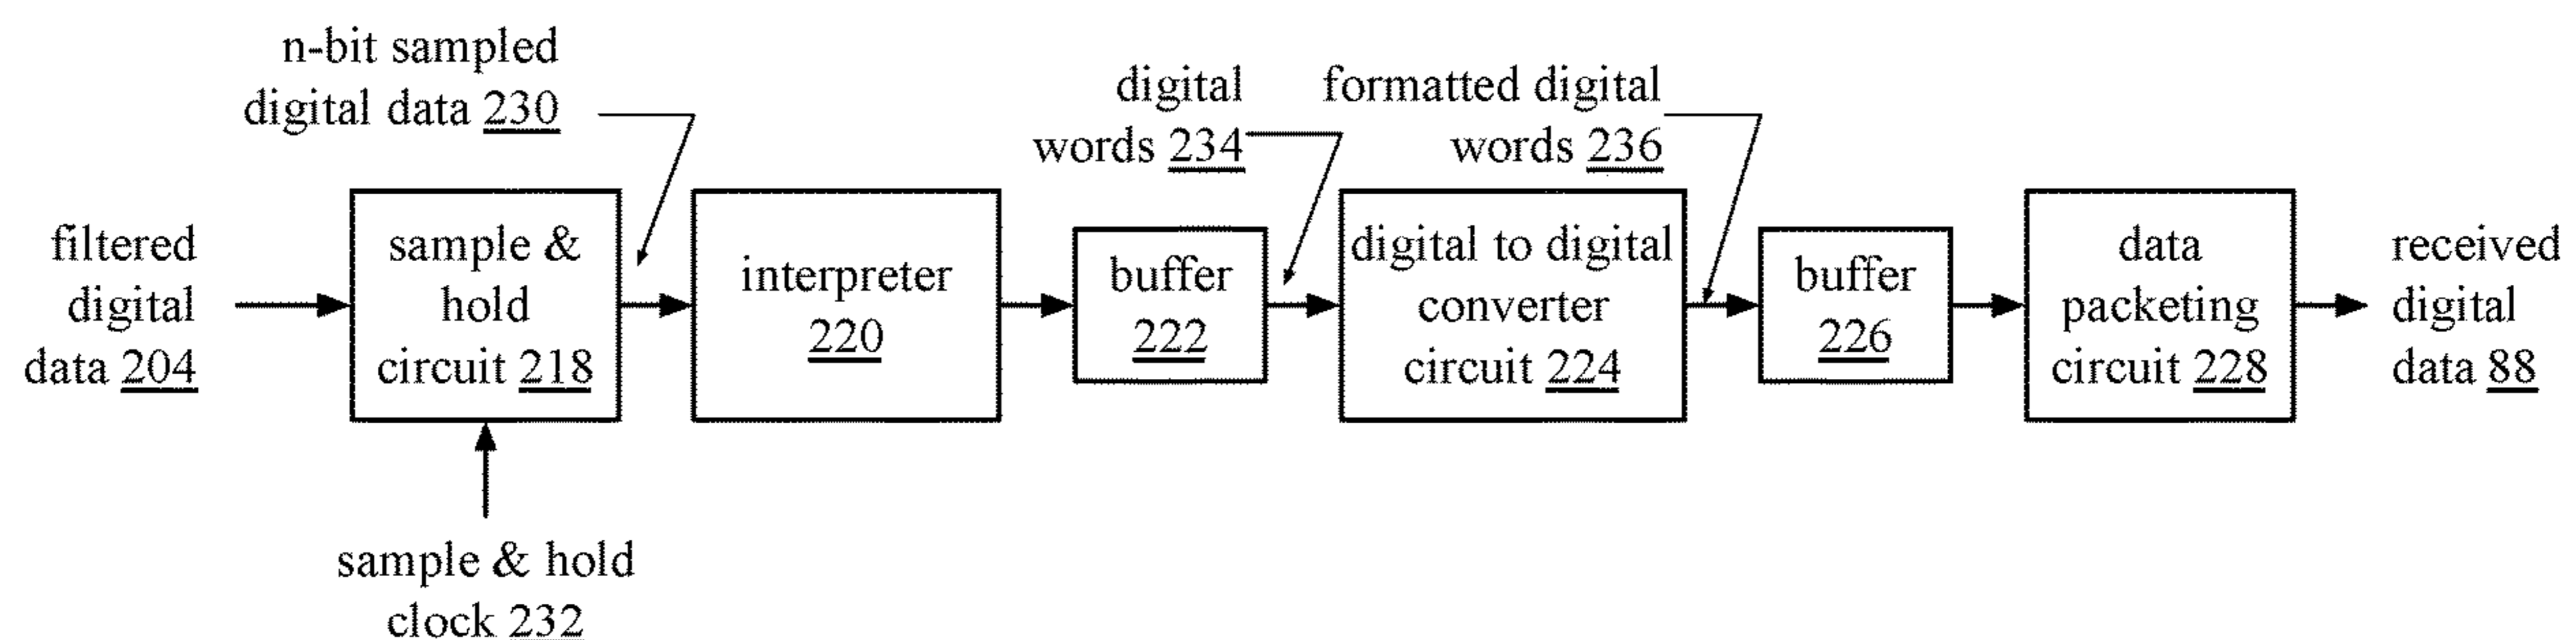 n-bit sampled
digital data 230
digital
words 234
formatted digital
words 236
filtered
digital
data 204
sample &
hold
circuit 218
interpreter
220
buffer
222
digital to digital
converter
circuit 224
buffer
226
data
packeting
circuit 228
received
digital
data 88
sample & hold
clock 232